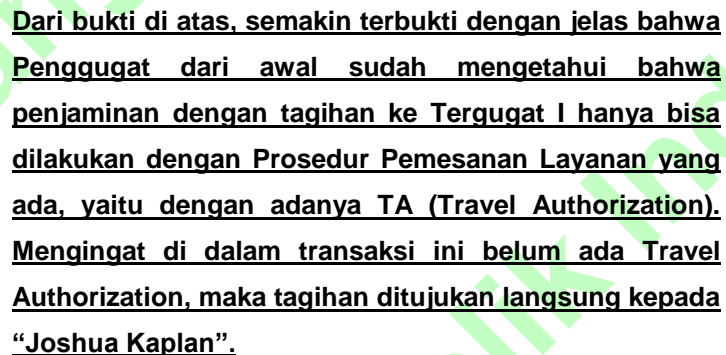 Dari bukti di atas, semakin terbukti dengan jelas bahwa
Penggugat dari awal sudah mengetahui bahwa
penjaminan dengan tagihan ke Tergugat I hanya bisa
dilakukan dengan Prosedur Pemesanan Layanan yang
ada, yaitu dengan adanya TA (Travel Authorization).
Mengingat di dalam transaksi ini belum ada Travel
Authorization, maka tagihan ditujukan langsung kepada
“Joshua Kaplan”.